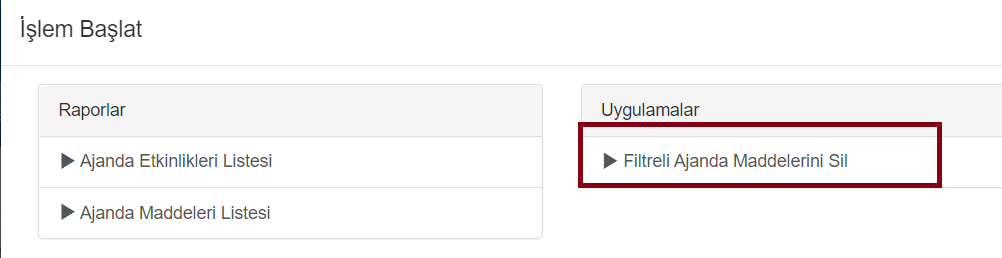 İşlem Başlat
Raporlar
Ajanda Etkinlikleri Listesi
Ajanda Maddeleri Listesi
Uygulamalar
Filtreli Ajanda Maddelerini Sil